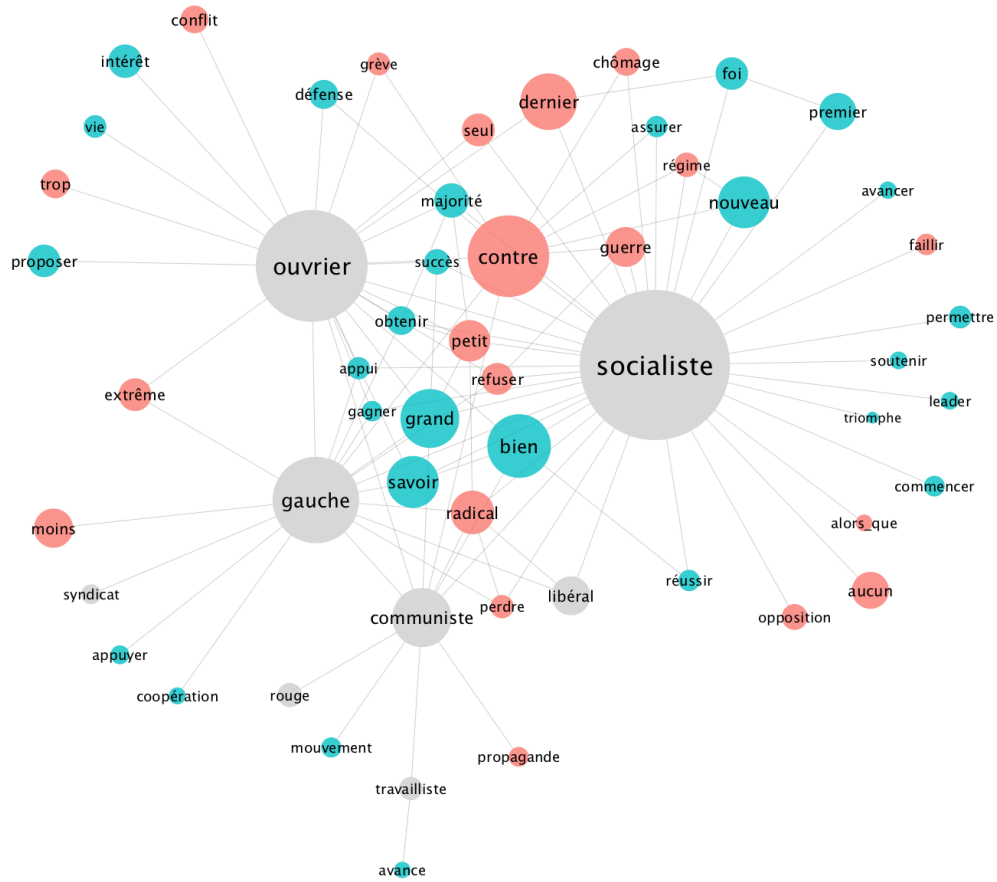 conflit
intérêt
grève
chômage
foi
défense
dernier
premier
vie
seul
assurer
régime
trop
majorité
nouveau
avancer
proposer
ouvrier
succès
contre
guerre
faillir
obtenir
permettre
petit
appui
refuser
socialiste
soutenir
extrême
gagner
grand
leader
triomphe
bien
savoir
commencer
gauche
moins
radical
alors_que
syndicat
réussir
libéral
aucun
communiste
perdre
opposition
appuyer
coopération
rouge
mouvement
propagande
travailliste
avance